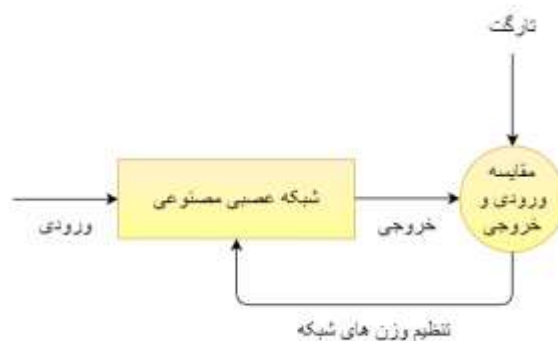 تارگت
شبکه عصبی مصنوعی
مقایسه
ورودی و
خروجی
ورودی
خروجی
تنظیم وزن های شبکه